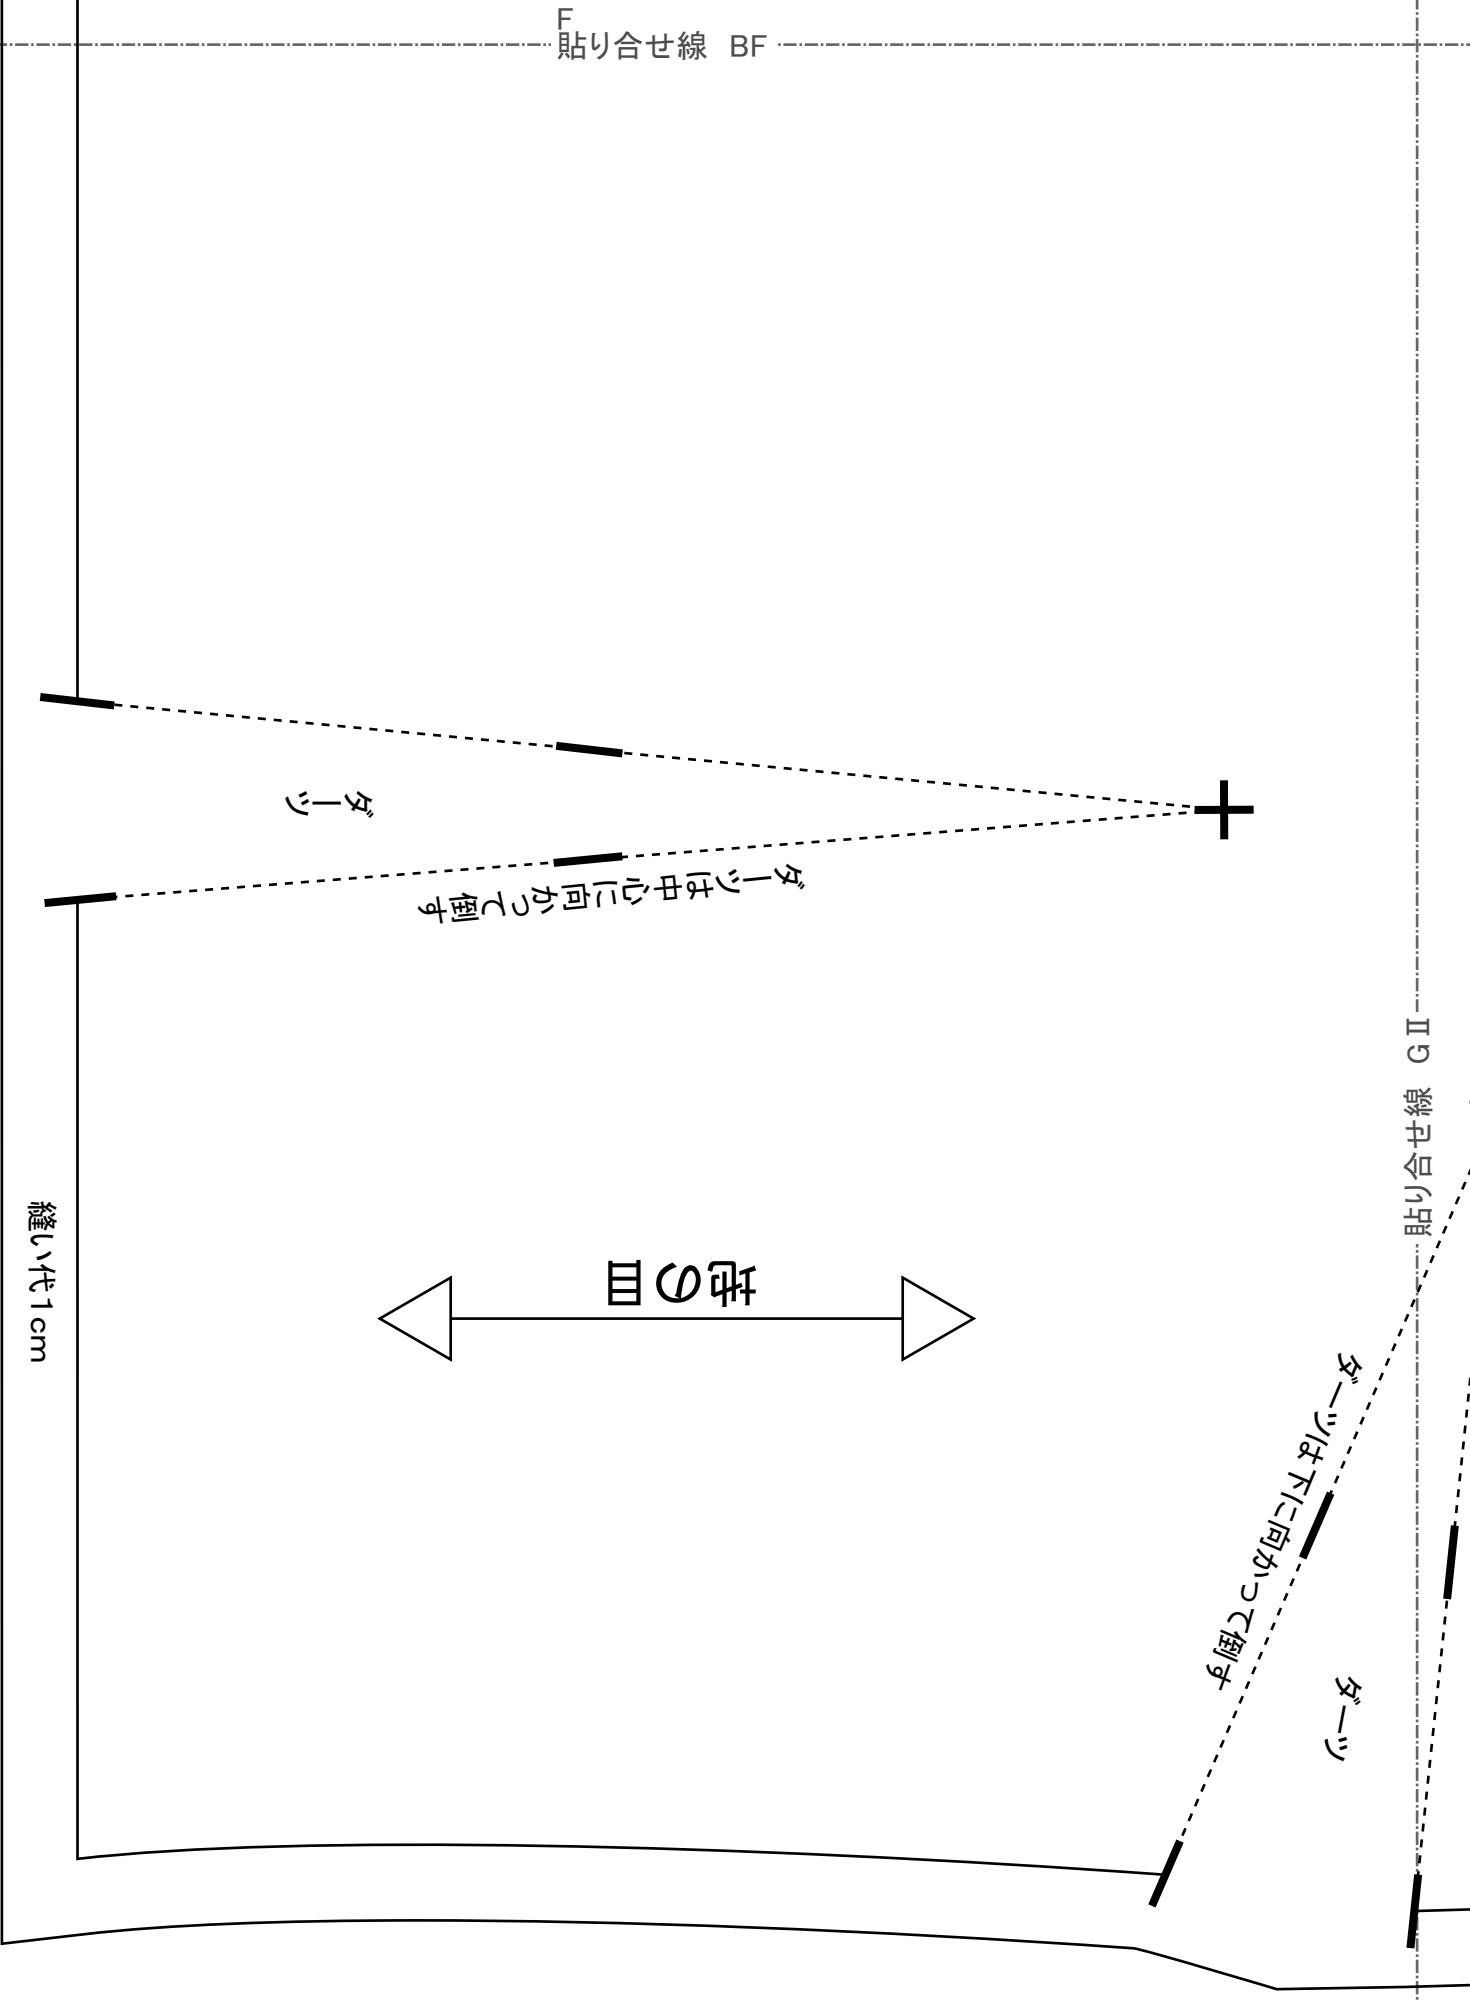 F
貼り合せ線 BF
ダーツ
ダーツは中心に向かって倒す
貼り合せ線 GⅡ
縫い代1cm
地の目
ダーツは下に向かって倒す
ダーツ